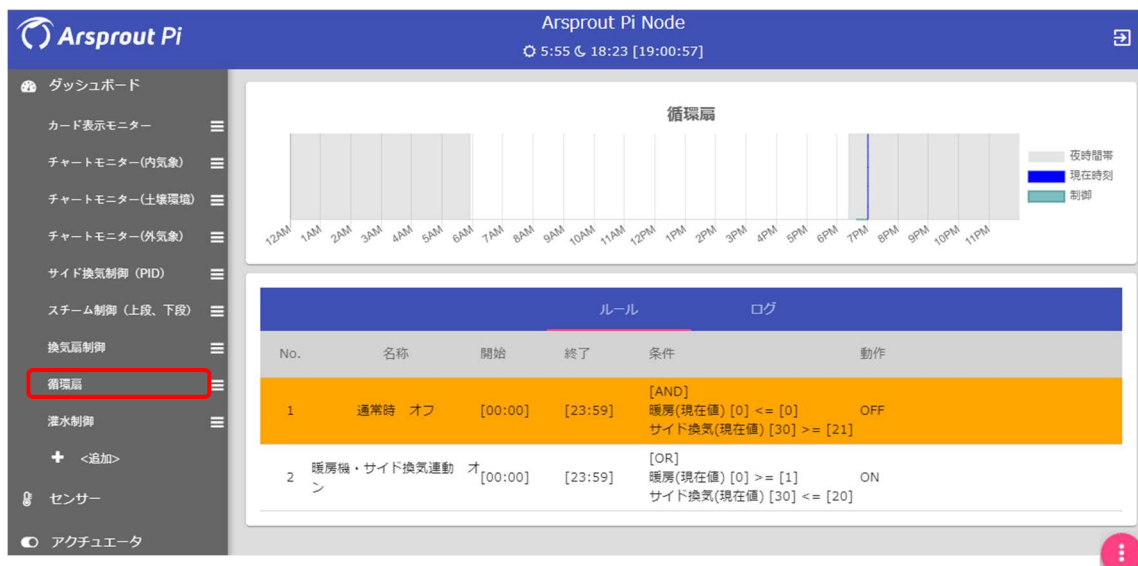 Arsprout Pi
Arsprout Pi Node
5:55 18:23 [19:00:57]
ダッシュボード
カード表示モニター
チャートモニター(内気象)
チャートモニター(土壌環境)
チャートモニター(外気象)
サイド換気制御（PID）
スチーム制御（上段、下段）
換気扇制御
循環扇
灌水制御
<追加>
センサー
アクチュエータ
循環扇
夜時間帯
現在時刻
制御
12AM 1AM 2AM 3AM 4AM 5AM 6AM 7AM 8AM 9AM 10AM 11AM 12PM 1PM 2PM 3PM 4PM 5PM 6PM 7PM 8PM 9PM 10PM 11PM
ルール ログ
No. 名称 開始 終了 条件 動作
[AND]
1 通常時　オフ [00:00] [23:59] 暖房(現在値) [0] <= [0] OFF
サイド換気(現在値) [30] >= [21]
[OR]
2 暖房機・サイド換気連動　オン [00:00] [23:59] 暖房(現在値) [0] >= [1] ON
サイド換気(現在値) [30] <= [20]